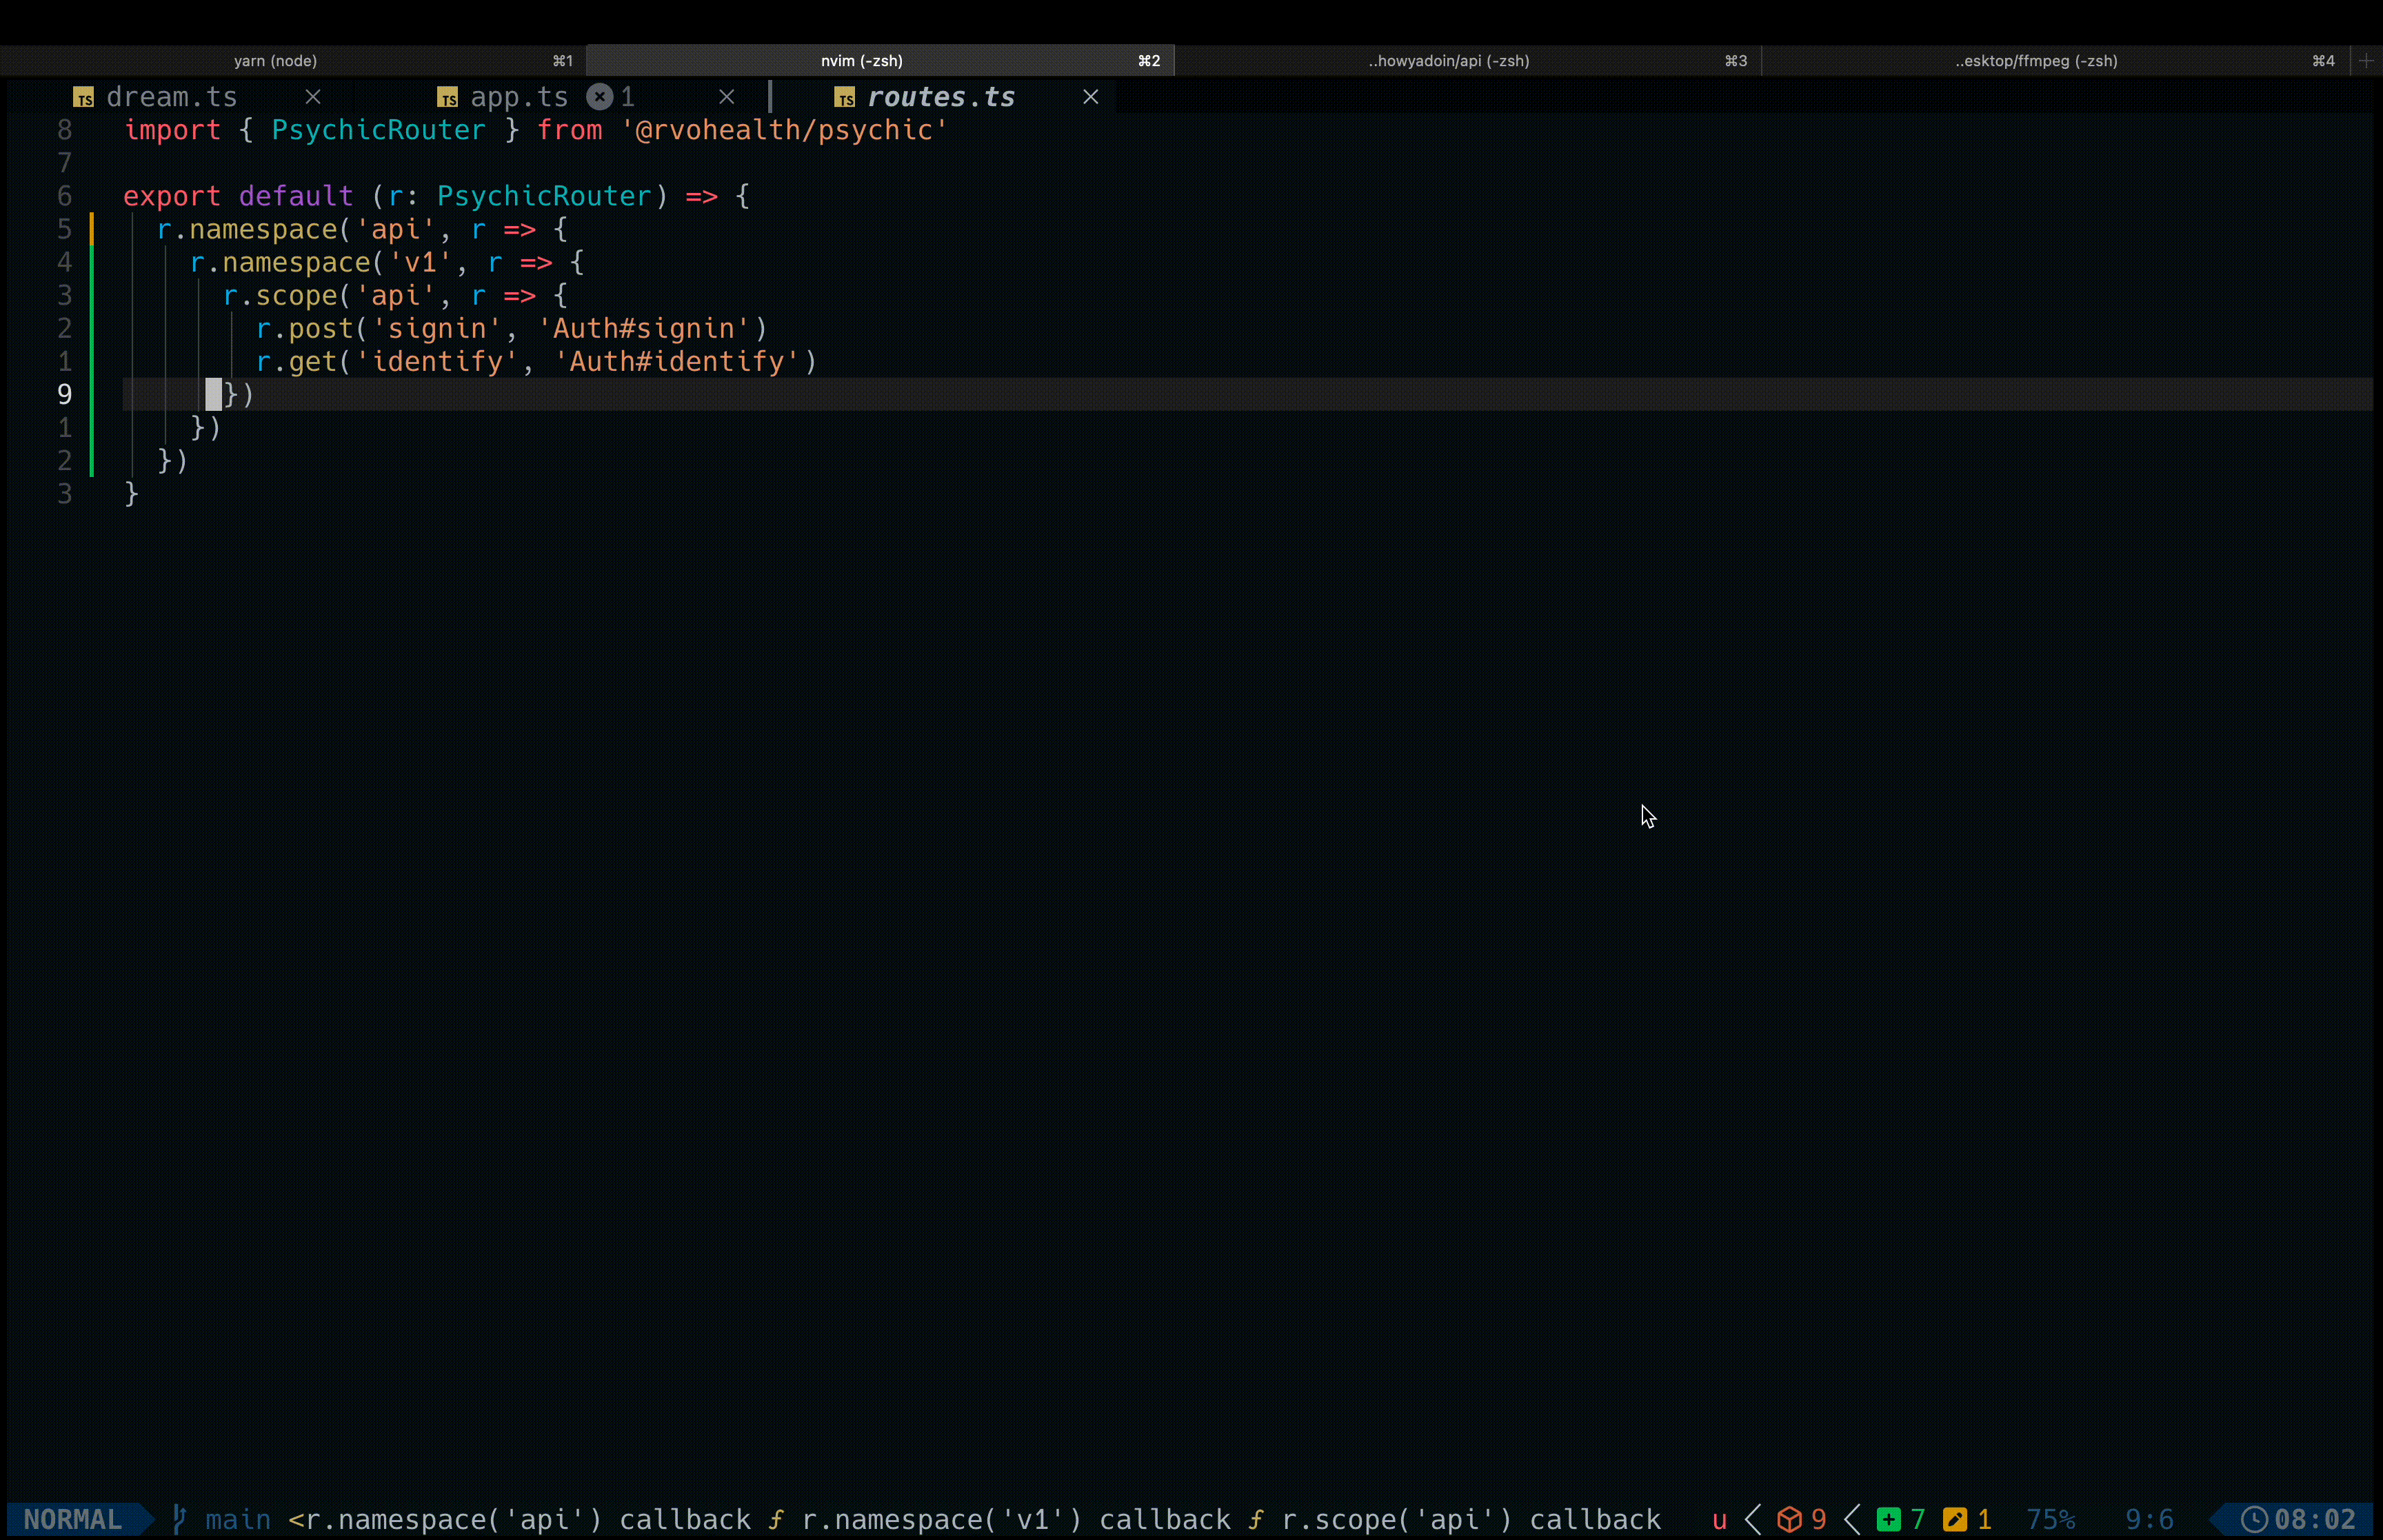 yarn (node) ⌘1 nvim (-zsh) ⌘2 ..howyadoin/api (-zsh) ⌘3 ..esktop/ffmpeg (-zsh) ⌘4
TS dream.ts TS app.ts 1 TS routes.ts
8 import { PsychicRouter } from '@rvohealth/psychic'
7
6 export default (r: PsychicRouter) => {
5   r.namespace('api', r => {
4     r.namespace('v1', r => {
3       r.scope('api', r => {
2         r.post('signin', 'Auth#signin')
1         r.get('identify', 'Auth#identify')
9       })
1     })
2   })
3 }
NORMAL main <r.namespace('api') callback ƒ r.namespace('v1') callback ƒ r.scope('api') callback u 9 7 1 75% 9:6 08:02